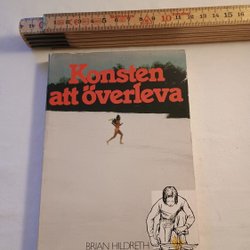 Konsten
att överleva
BRIAN HILDRETH